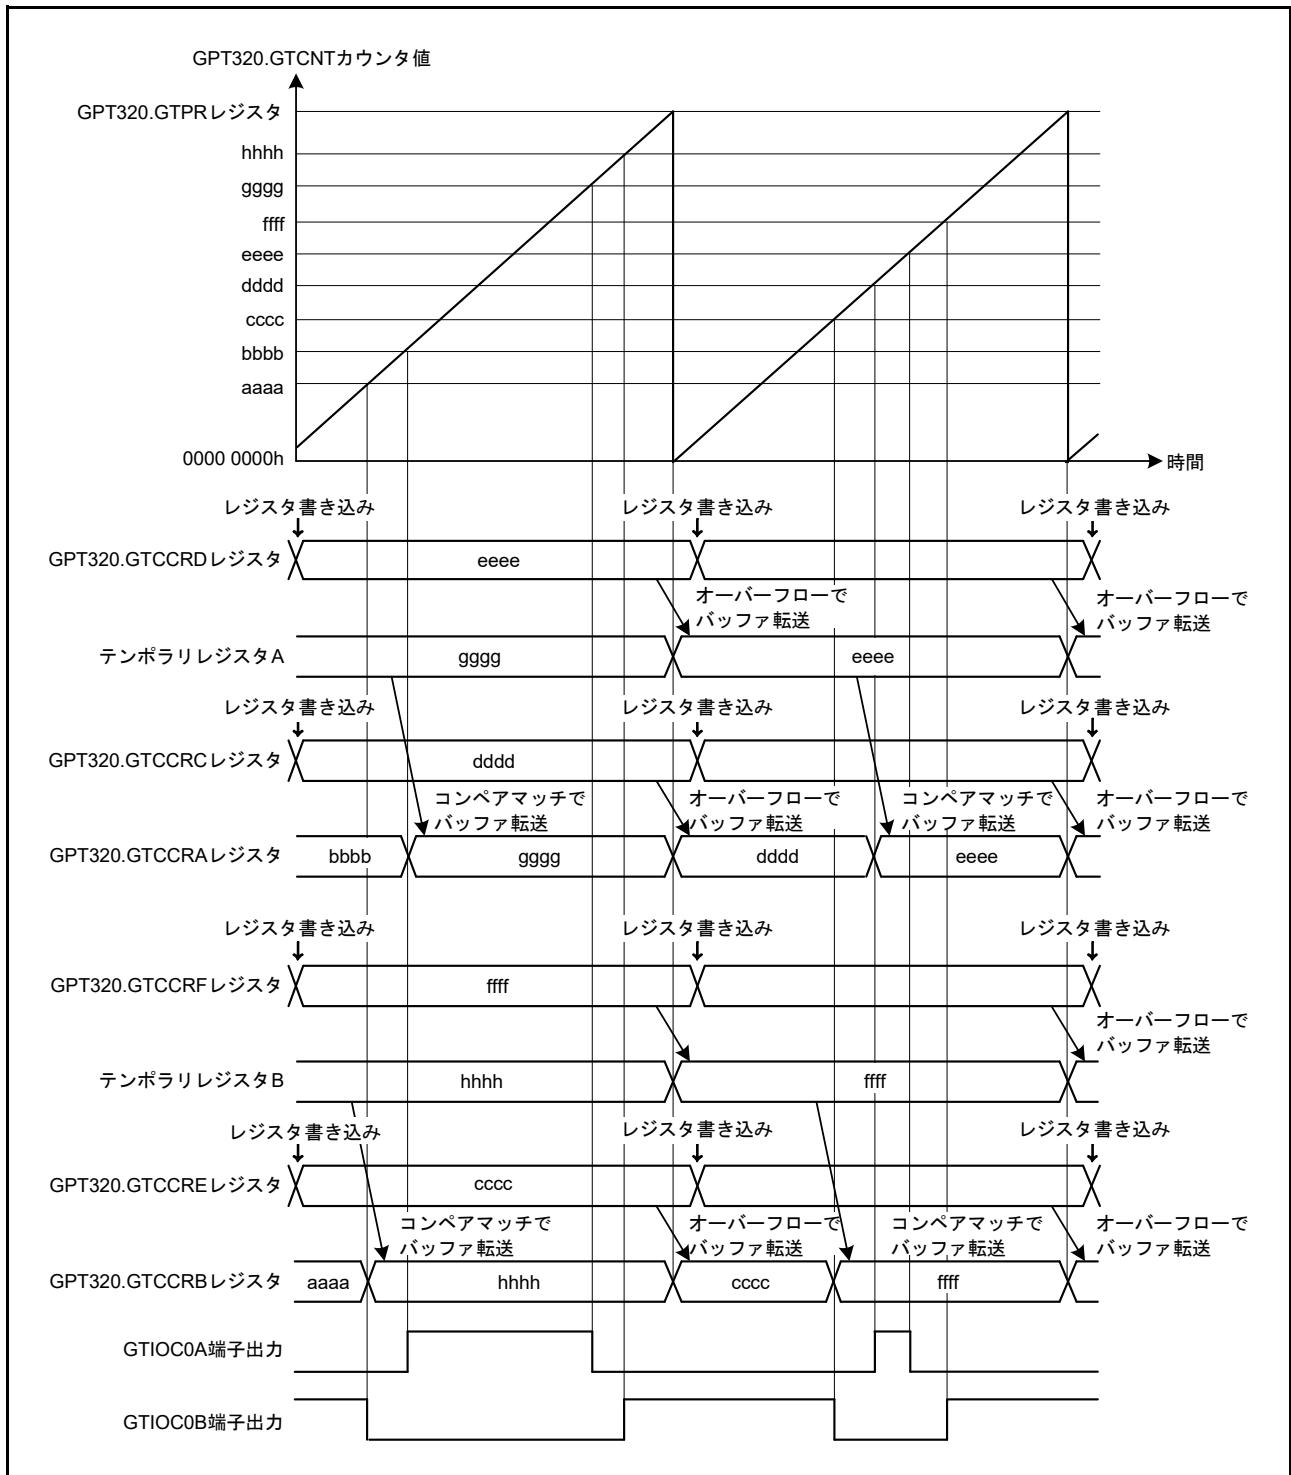 GPT320.GTCNTカウンタ値
GPT320.GTPRレジスタ
hhhh
gggg
ffff
eeee
dddd
cccc
bbbb
aaaa
0000 0000h
時間
レジスタ書き込み レジスタ書き込み レジスタ書き込み
GPT320.GTCCRDレジスタ eeee
オーバーフローで
バッファ転送
オーバーフローで
バッファ転送
テンポラリレジスタA gggg eeee
レジスタ書き込み レジスタ書き込み レジスタ書き込み
GPT320.GTCCRCレジスタ dddd
コンペアマッチで
バッファ転送
オーバーフローで
バッファ転送
コンペアマッチで
バッファ転送
オーバーフローで
バッファ転送
GPT320.GTCCRAレジスタ bbbb gggg dddd eeee
レジスタ書き込み レジスタ書き込み レジスタ書き込み
GPT320.GTCCRFレジスタ ffff
オーバーフローで
バッファ転送
テンポラリレジスタB hhhh ffff
レジスタ書き込み レジスタ書き込み レジスタ書き込み
GPT320.GTCCREレジスタ cccc
コンペアマッチで
バッファ転送
オーバーフローで
バッファ転送
コンペアマッチで
バッファ転送
オーバーフローで
バッファ転送
GPT320.GTCCRBレジスタ aaaa hhhh cccc ffff
GTIOC0A端子出力
GTIOC0B端子出力